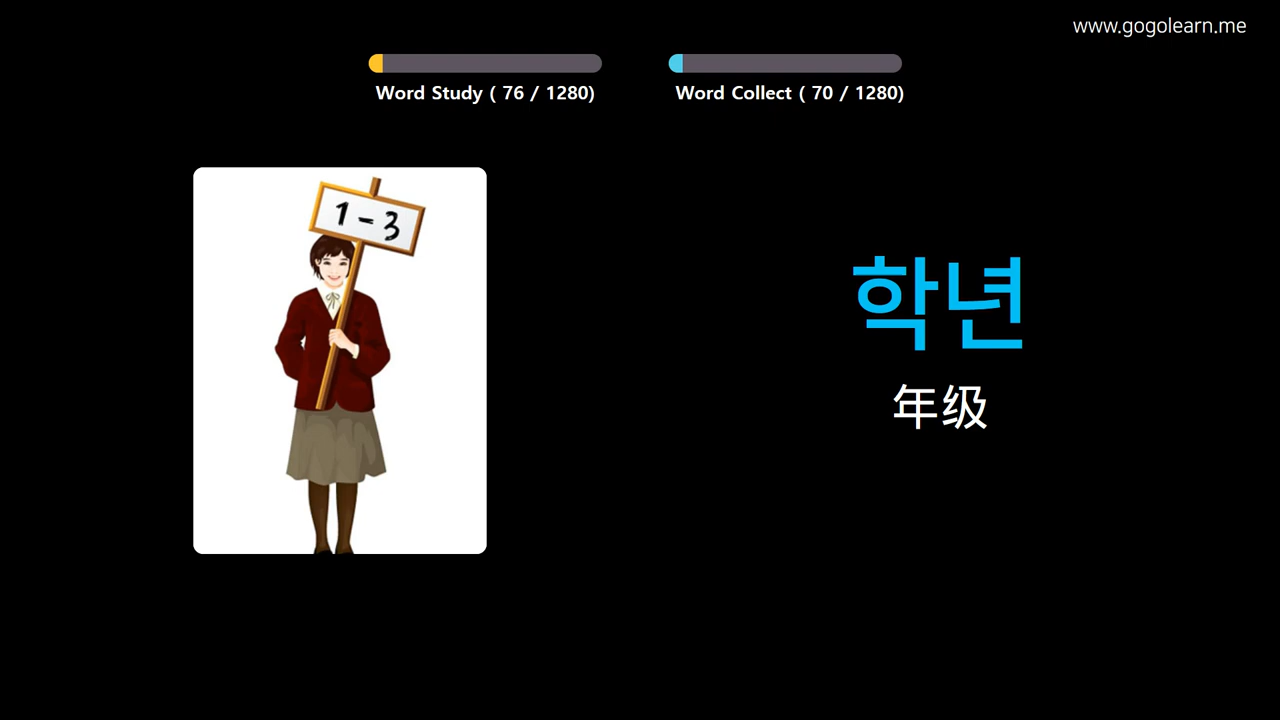 www.gogolearn.me
Word Study ( 76 / 1280)
Word Collect ( 70 / 1280)
1 - 3
학년
年级